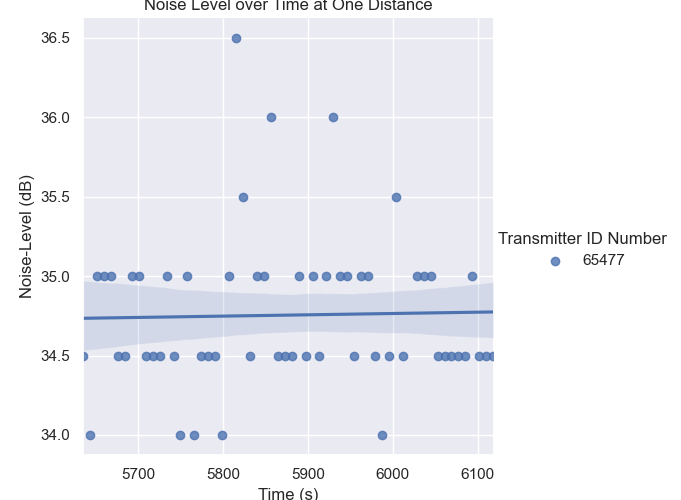 Noise Level over Time at One Distance
36.5
36.0
35.5
35.0
34.5
34.0
Noise-Level (dB)
5700 5800 5900 6000 6100
Time (s)
Transmitter ID Number
65477